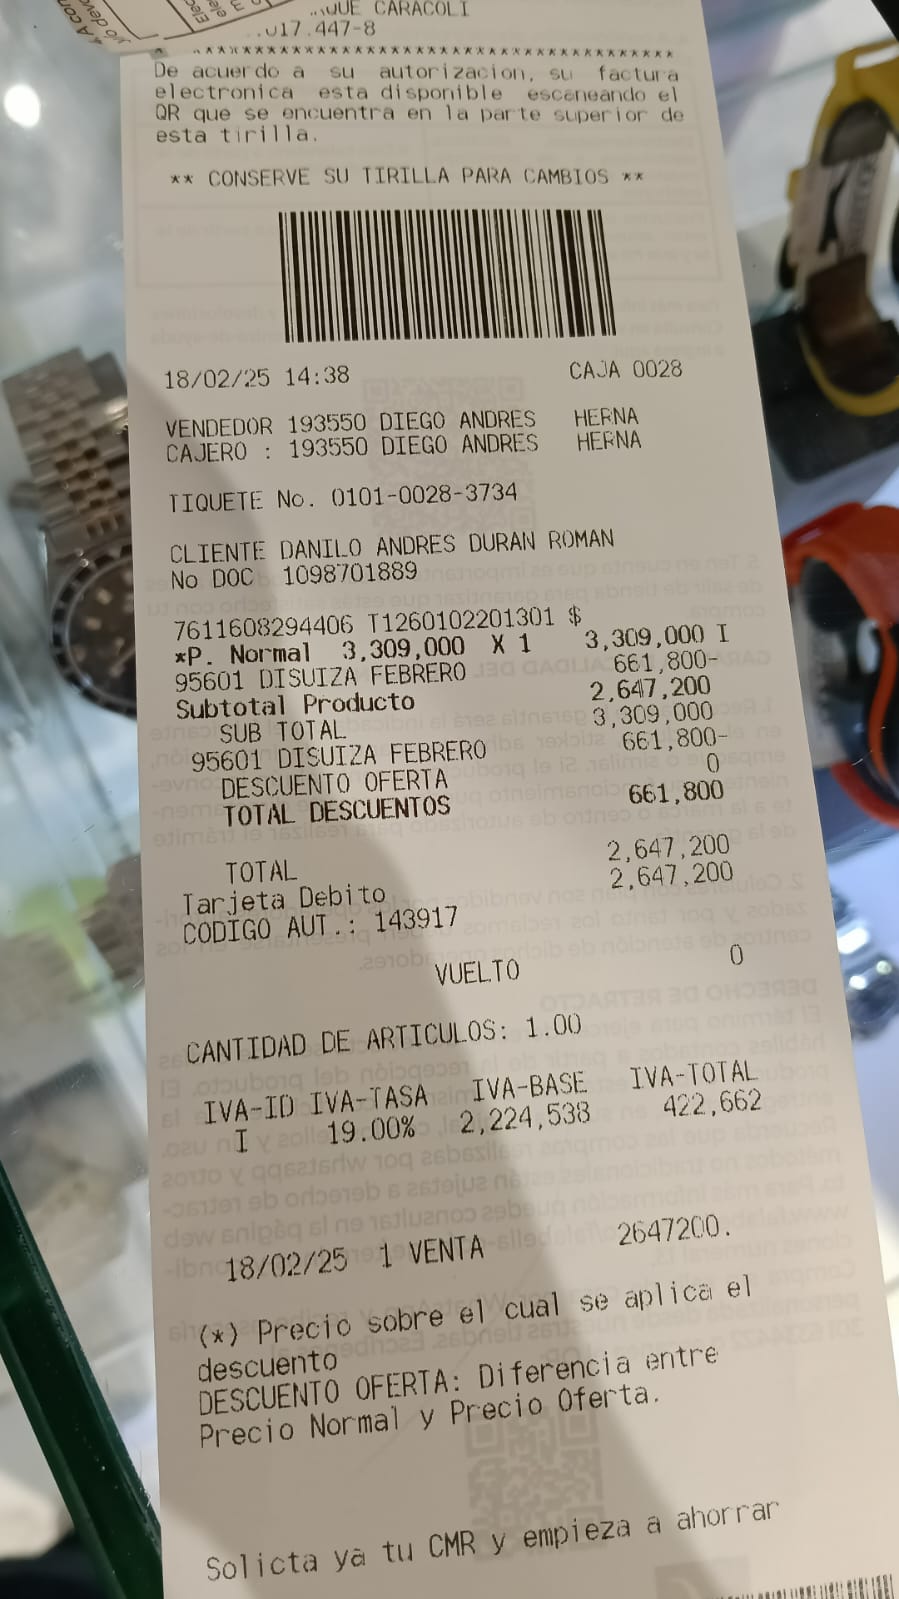 QUE CARACOLI
017.447-8
****************************************
De acuerdo a su autorizacion, su factura
electronica esta disponible escaneando el
QR que se encuentra en la parte superior de
esta tirilla.
** CONSERVE SU TIRILLA PARA CAMBIOS **
18/02/25 14:38 CAJA 0028
VENDEDOR 193550 DIEGO ANDRES HERNA
CAJERO : 193550 DIEGO ANDRES HERNA
TIQUETE No. 0101-0028-3734
CLIENTE DANILO ANDRES DURAN ROMAN
No DOC 1098701889
7611608294406 T1260102201301 $
*P. Normal 3,309,000 X 1 3,309,000 I
95601 DISUIZA FEBRERO 661,800-
Subtotal Producto 2,647,200
SUB TOTAL 3,309,000
95601 DISUIZA FEBRERO 661,800-
DESCUENTO OFERTA 0
TOTAL DESCUENTOS 661,800
TOTAL 2,647,200
Tarjeta Debito 2,647,200
CODIGO AUT.: 143917
VUELTO 0
CANTIDAD DE ARTICULOS: 1.00
IVA-ID IVA-TASA IVA-BASE IVA-TOTAL
I 19.00% 2,224,538 422,662
18/02/25 1 VENTA 2647200.
(*) Precio sobre el cual se aplica el
descuento
DESCUENTO OFERTA: Diferencia entre
Precio Normal y Precio Oferta.
Solicta ya tu CMR y empieza a ahorrar